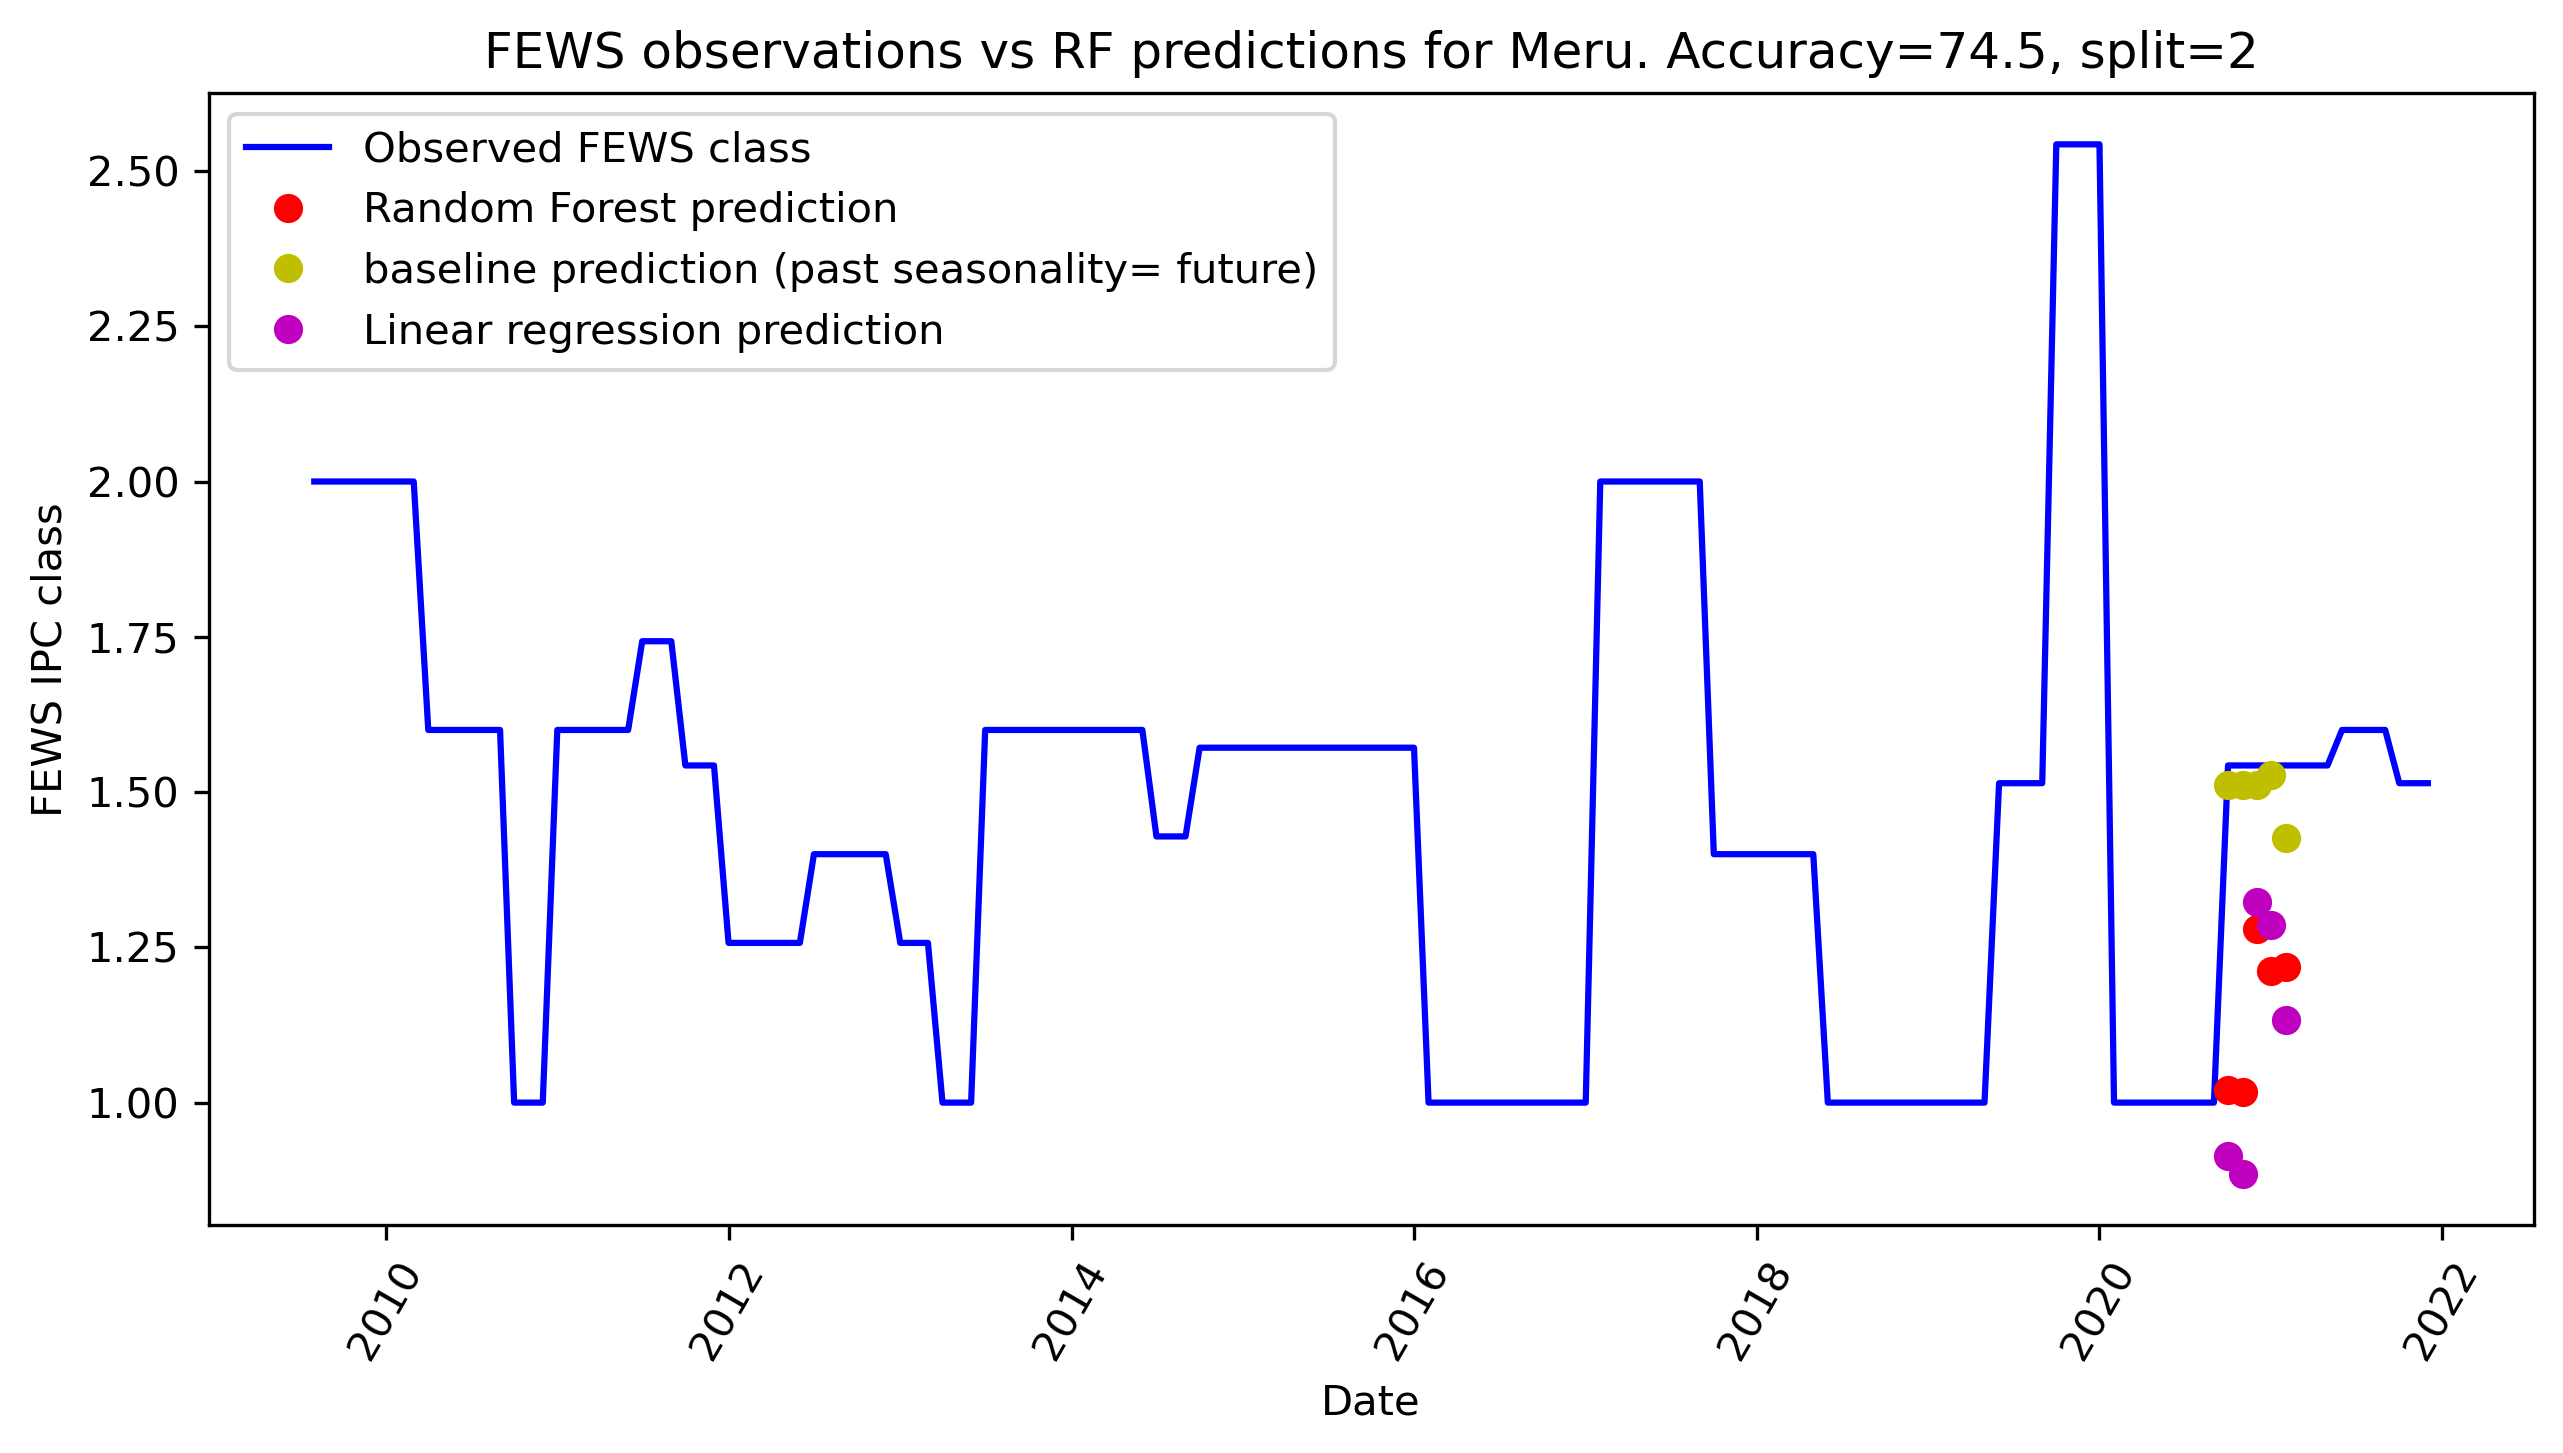 FEWS observations vs RF predictions for Meru. Accuracy=74.5, split=2
Observed FEWS class
Random Forest prediction
baseline prediction (past seasonality= future)
Linear regression prediction
2.50
2.25
2.00
1.75
1.50
1.25
1.00
FEWS IPC class
2010
2012
2014
2016
2018
2020
2022
Date